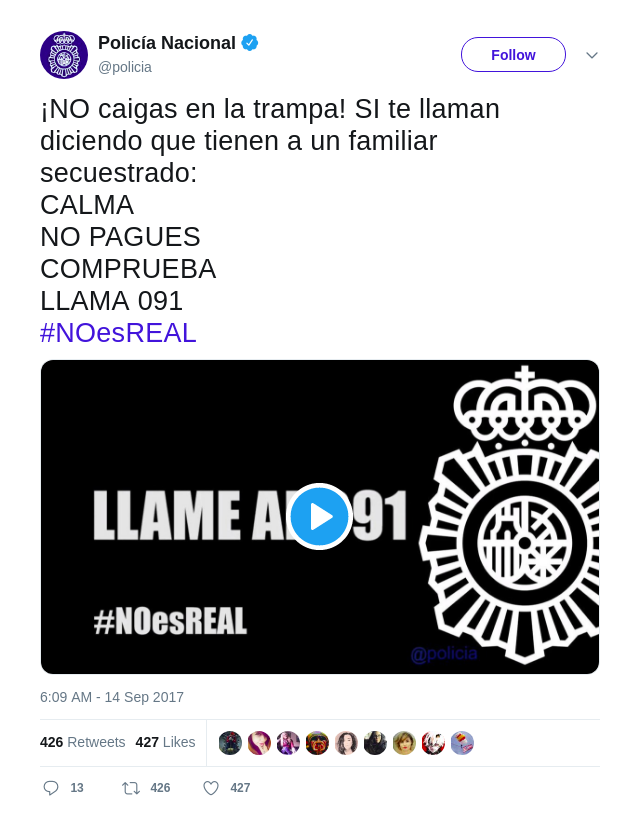 Policía Nacional
@policia
Follow
¡NO caigas en la trampa! SI te llaman
diciendo que tienen a un familiar
secuestrado:
CALMA
NO PAGUES
COMPRUEBA
LLAMA 091
#NOesREAL
LLAME A 91
#NOesREAL
@policia
6:09 AM - 14 Sep 2017
426 Retweets 427 Likes
13 426 427